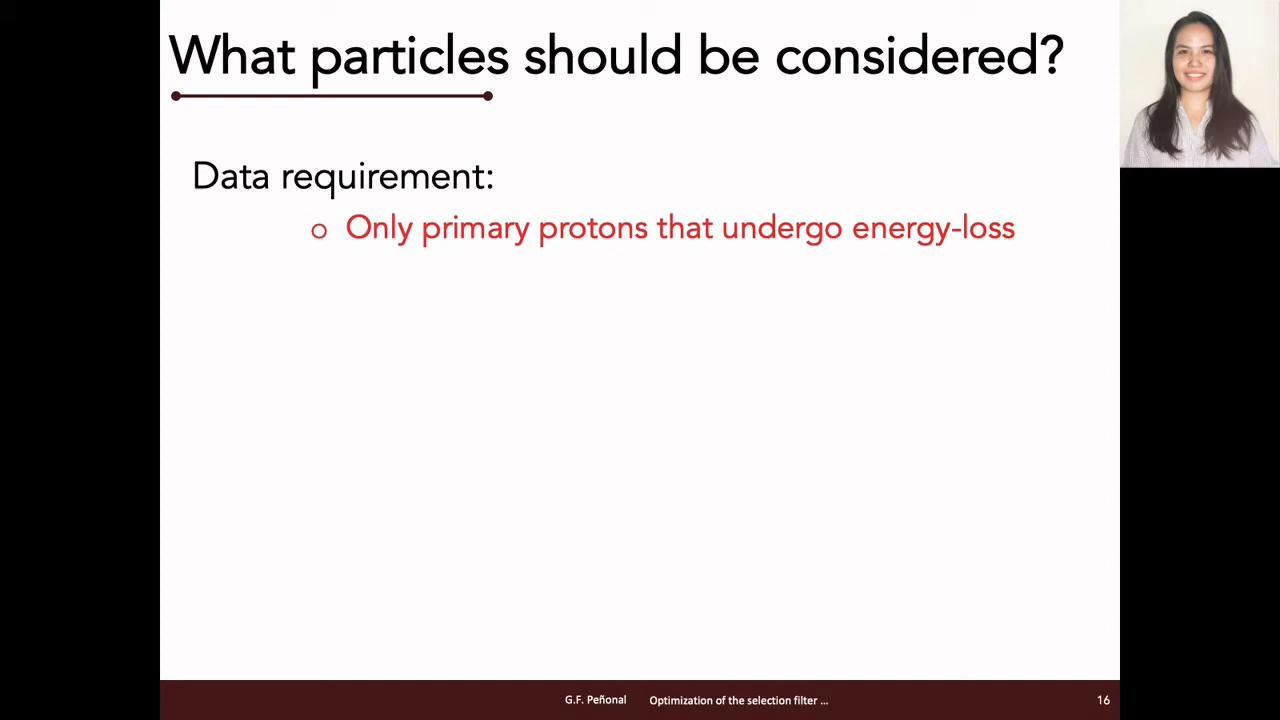 What particles should be considered?
Data requirement:
o Only primary protons that undergo energy-loss
G.F. Peñonal Optimization of the selection filter ... 16